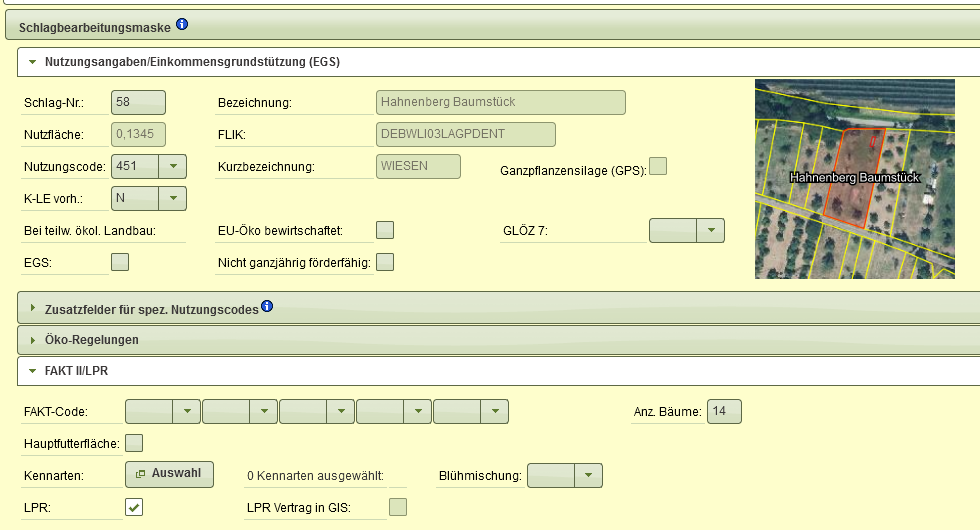 Schlagbearbeitungsmaske
Nutzungsangaben/Einkommensgrundstützung (EGS)
Schlag-Nr.: 58 Bezeichnung: Hahnenberg Baumstück
Nutzfläche: 0,1345 FLIK: DEBWLI03LAGPDENT
Nutzungscode: 451 Kurzbezeichnung: WIESEN Ganzpflanzensilage (GPS):
Hahnenberg Baumstück
K-LE vorh.: N
Bei teilw. ökol. Landbau: EU-Öko bewirtschaftet: GLÖZ 7:
EGS: Nicht ganzjährig förderfähig:
Zusatzfelder für spez. Nutzungscodes
Öko-Regelungen
FAKT II/LPR
FAKT-Code: Anz. Bäume: 14
Hauptfutterfläche:
Kennarten: Auswahl 0 Kennarten ausgewählt: Blühmischung:
LPR: LPR Vertrag in GIS: